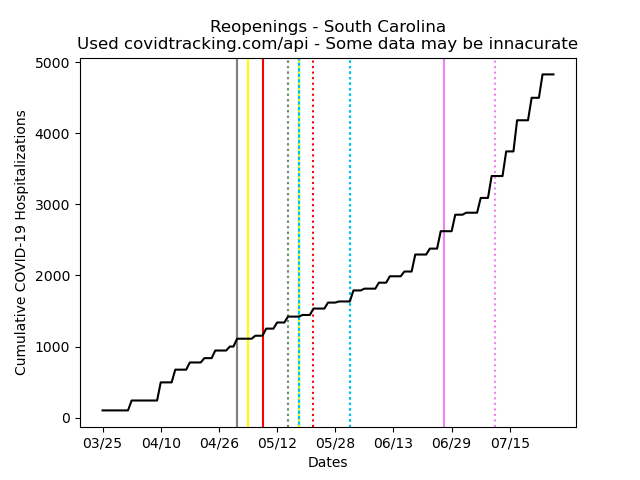 Reopenings - South Carolina
Used covidtracking.com/api - Some data may be innacurate
Cumulative COVID-19 Hospitalizations
5000
4000
3000
2000
1000
0
03/25 04/10 04/26 05/12 05/28 06/13 06/29 07/15
Dates